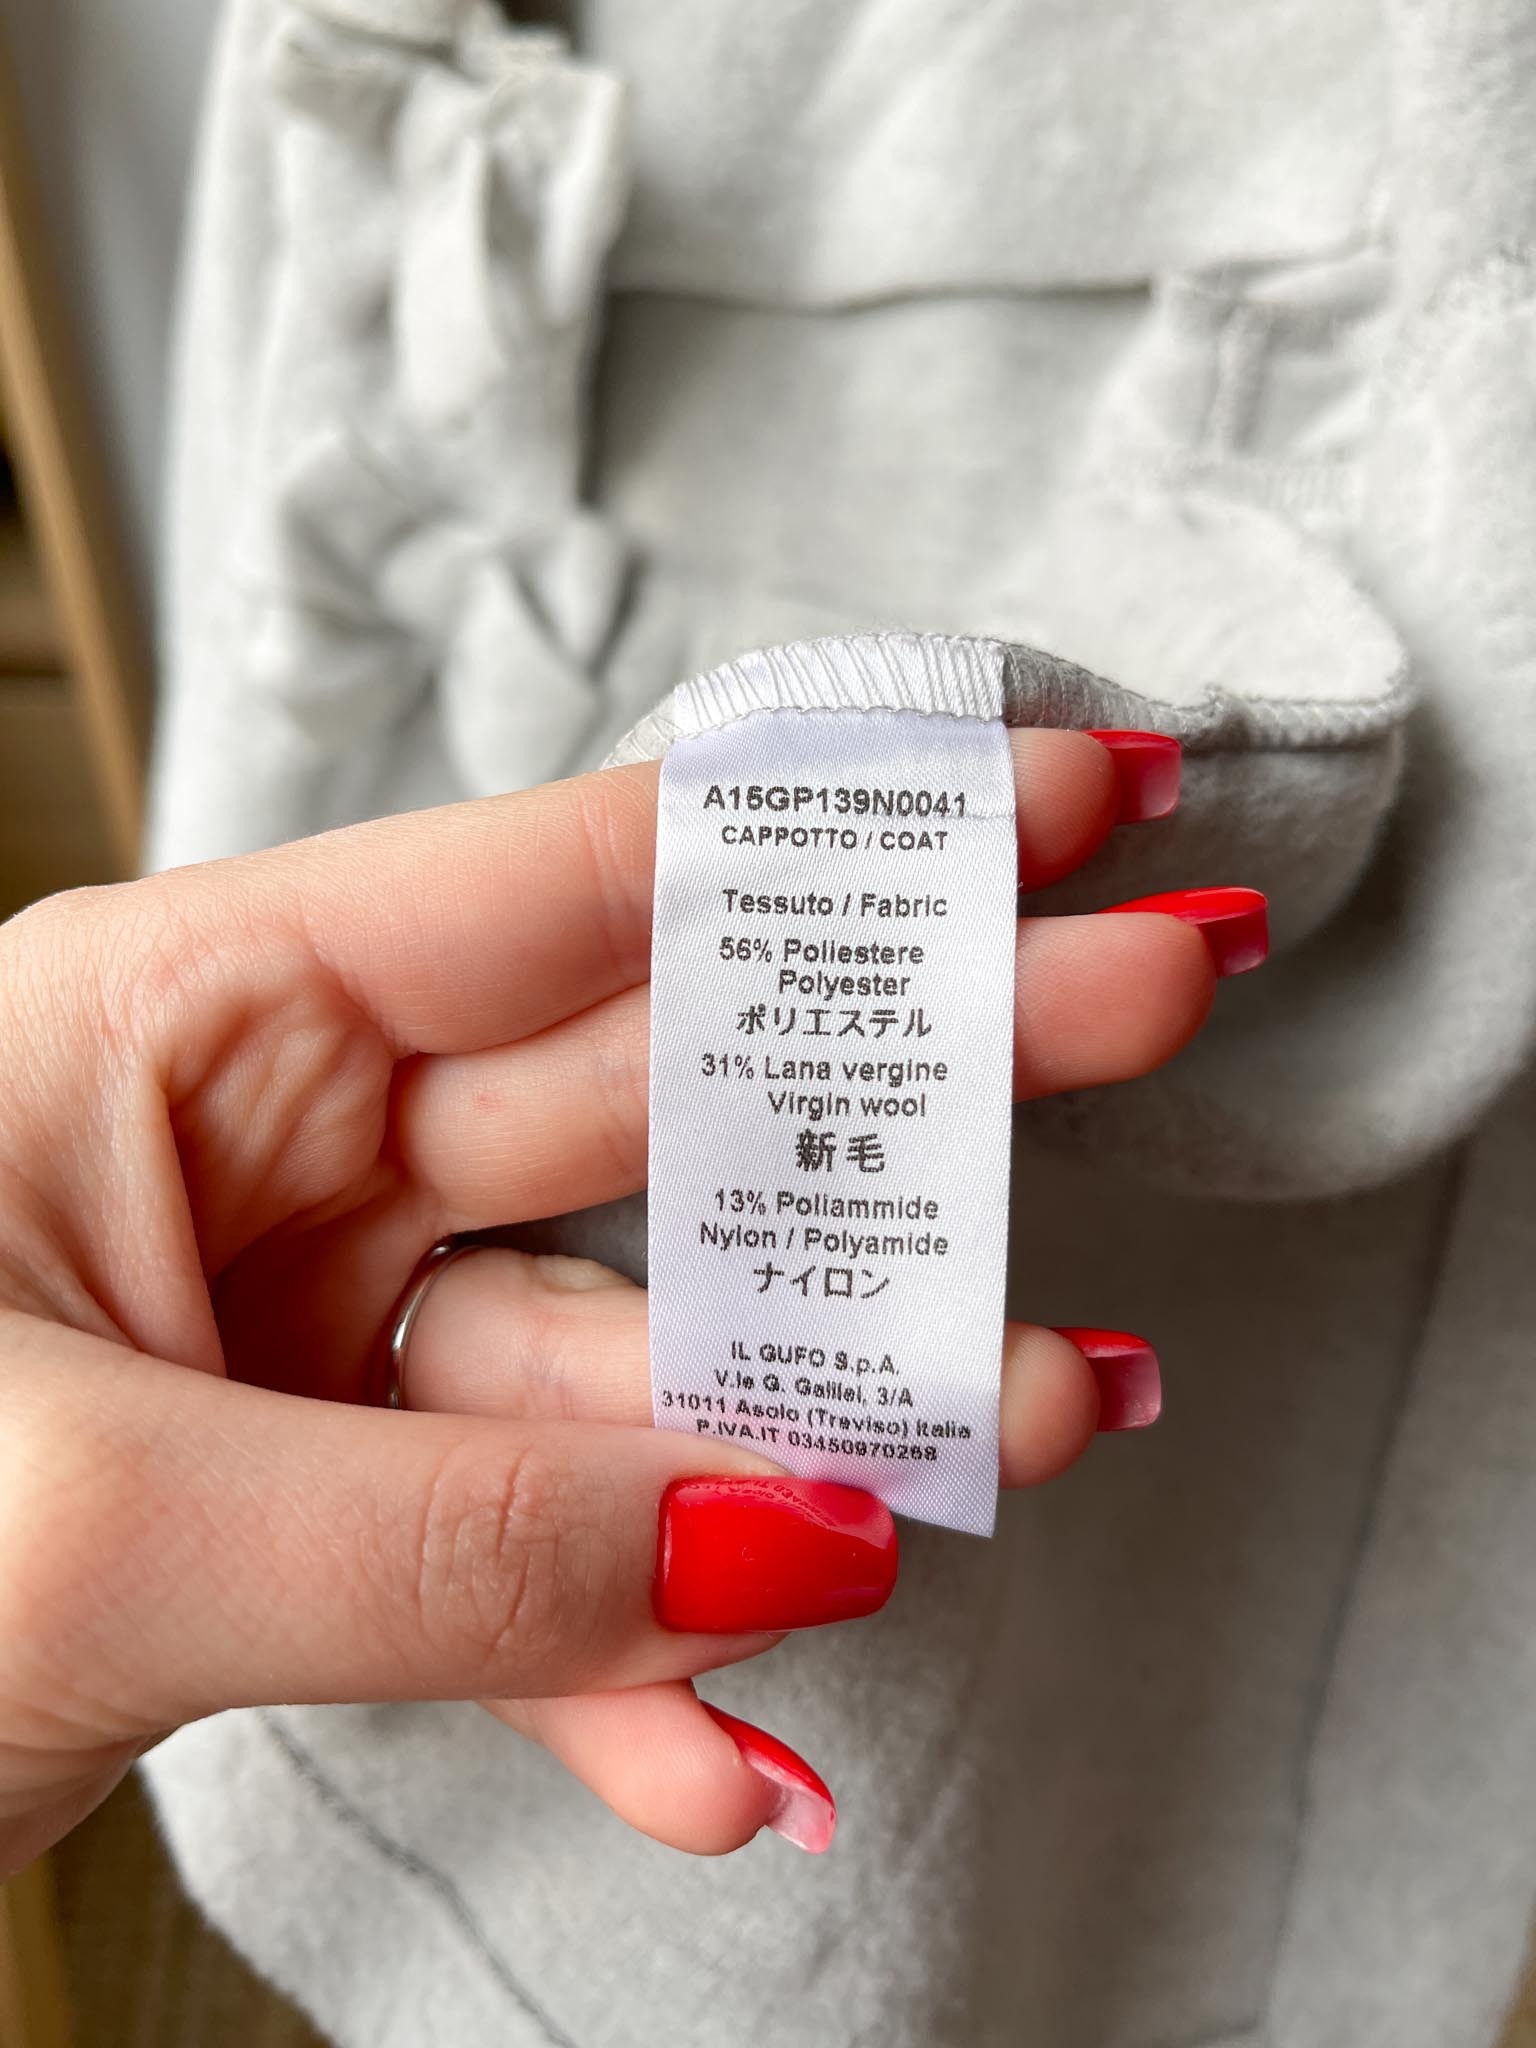 A15GP139N0041
CAPPOTTO / COAT
Tessuto / Fabric
56% Poliestere
Polyester
ポリエステル
31% Lana vergine
Virgin wool
新毛
13% Poliammide
Nylon / Polyamide
ナイロン
IL GUFO S.p.A.
V.le G. Galilei, 3/A
31011 Asolo (Treviso) Italia
P.IVA.IT 03450970268